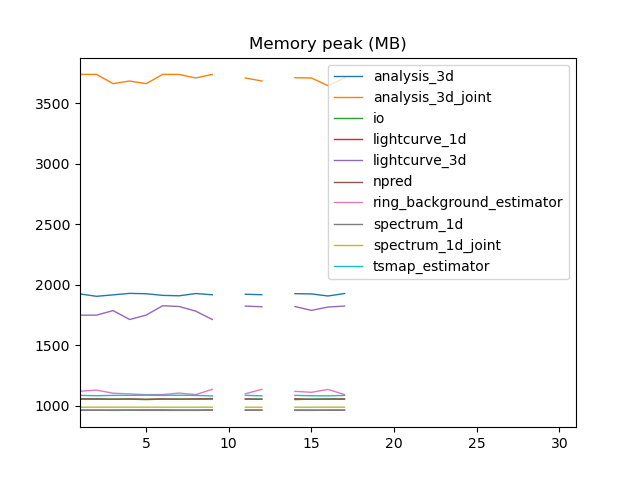 Memory peak (MB)
analysis_3d
analysis_3d_joint
io
lightcurve_1d
lightcurve_3d
npred
ring_background_estimator
spectrum_1d
spectrum_1d_joint
tsmap_estimator
3500
3000
2500
2000
1500
1000
5 10 15 20 25 30